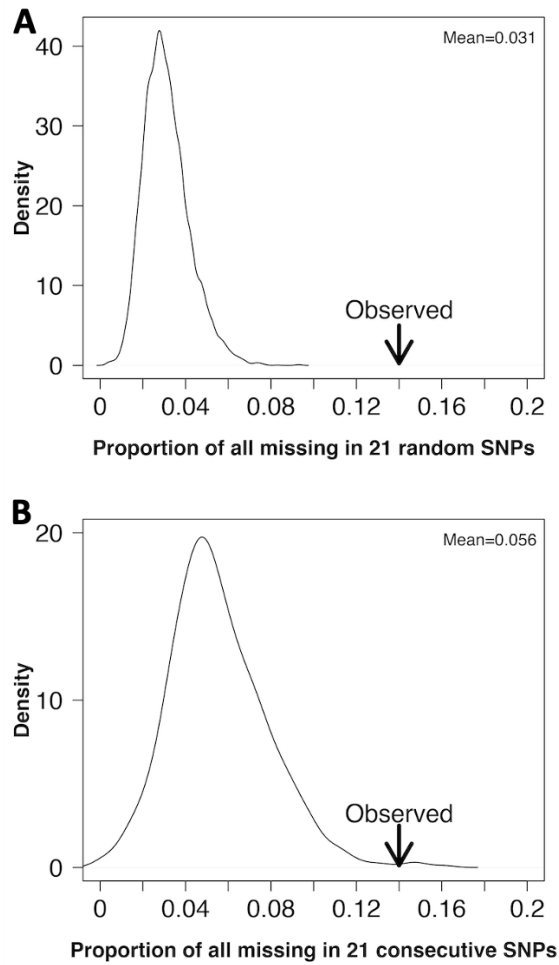 A
Mean=0.031
40
30
20
10
0
Density
Observed
0 0.04 0.08 0.12 0.16 0.2
Proportion of all missing in 21 random SNPs
B
Mean=0.056
20
10
0
Density
Observed
0 0.04 0.08 0.12 0.16 0.2
Proportion of all missing in 21 consecutive SNPs